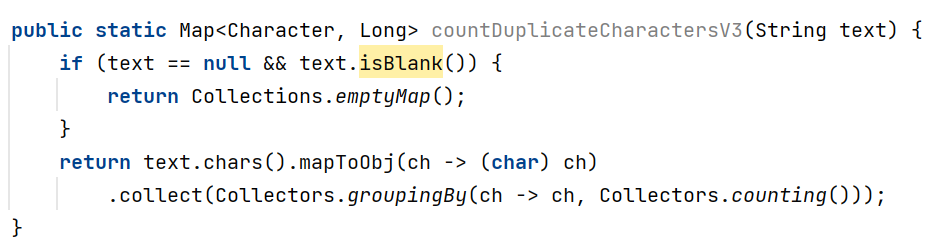 public static Map<Character, Long> countDuplicateCharactersV3(String text) {
    if (text == null && text.isBlank()) {
        return Collections.emptyMap();
    }
    return text.chars().mapToObj(ch -> (char) ch)
        .collect(Collectors.groupingBy(ch -> ch, Collectors.counting()));
}